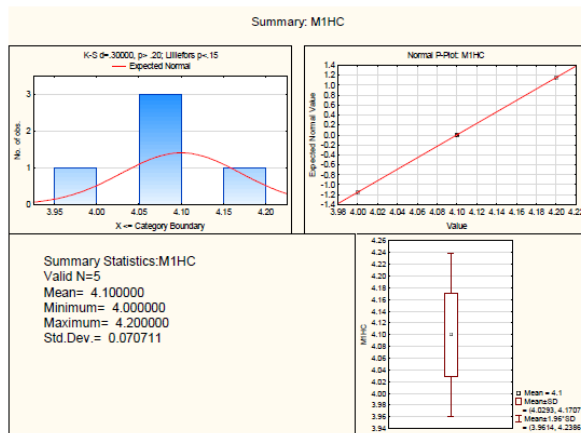 Summary: M1HC
K-S d=.30000, p> .20; Lilliefors p<.15
Expected Normal
No. of obs.
3
2
1
0
3.95 4.00 4.05 4.10 4.15 4.20
X <= Category Boundary
Normal P-Plot: M1HC
Expected Normal Value
1.4
1.2
1.0
0.8
0.6
0.4
0.2
0.0
-0.2
-0.4
-0.6
-0.8
-1.0
-1.2
-1.4
3.98 4.00 4.02 4.04 4.06 4.08 4.10 4.12 4.14 4.16 4.18 4.20 4.22
Value
Summary Statistics:M1HC
Valid N=5
Mean= 4.100000
Minimum= 4.000000
Maximum= 4.200000
Std.Dev.= 0.070711
M1HC
4.26
4.24
4.22
4.20
4.18
4.16
4.14
4.12
4.10
4.08
4.06
4.04
4.02
4.00
3.98
3.96
3.94
Mean = 4.1
Mean±SD
= (4.0293, 4.1707
Mean±1.96*SD
= (3.9614, 4.2386